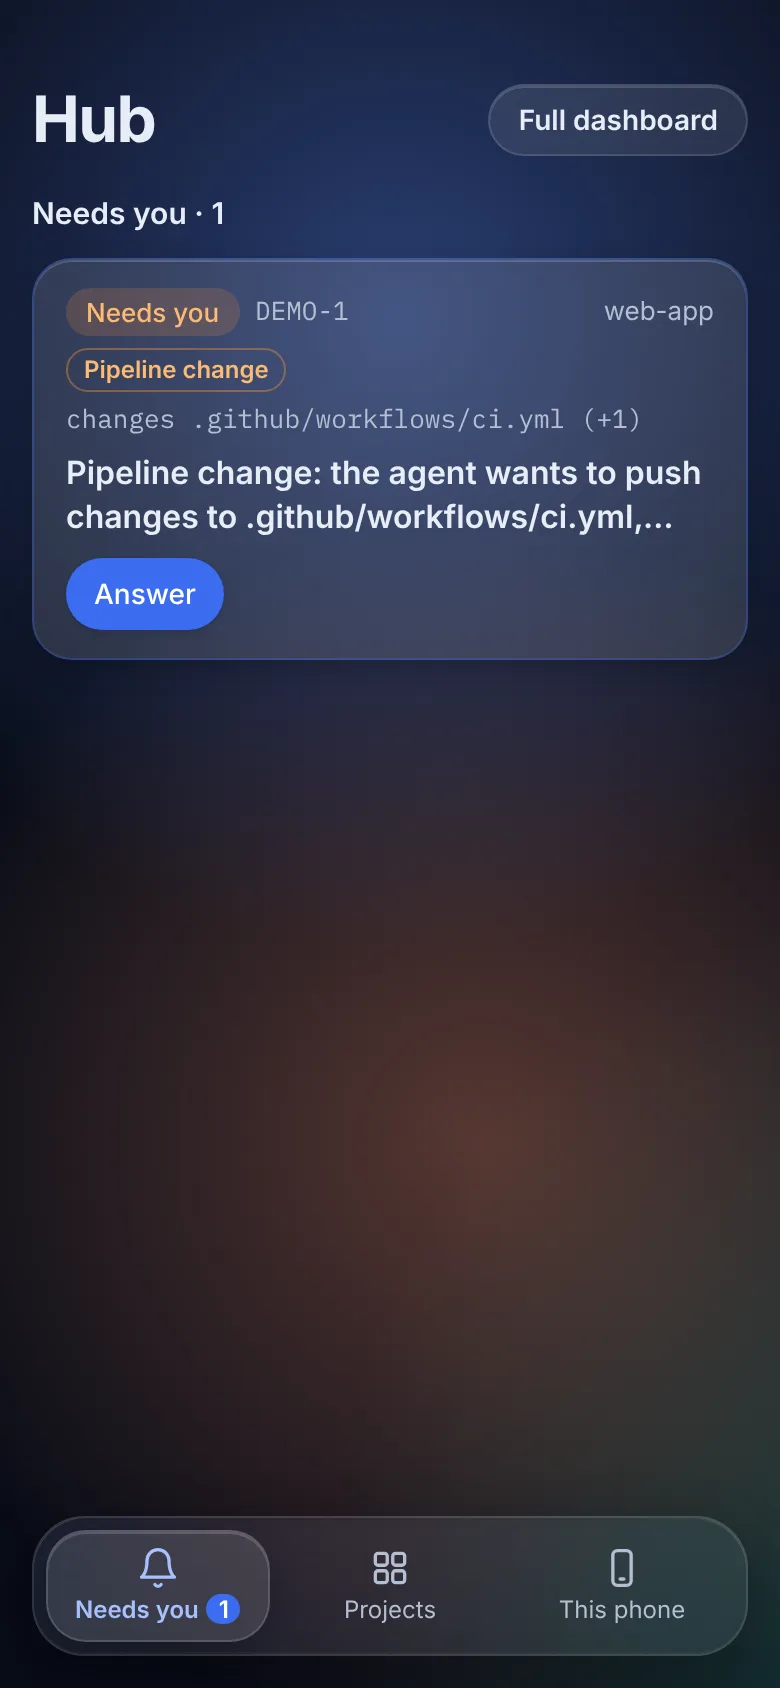 Hub
Full dashboard
Needs you · 1
Needs you DEMO-1 web-app
Pipeline change
changes .github/workflows/ci.yml (+1)
Pipeline change: the agent wants to push
changes to .github/workflows/ci.yml,...
Answer
Needs you 1
Projects
This phone